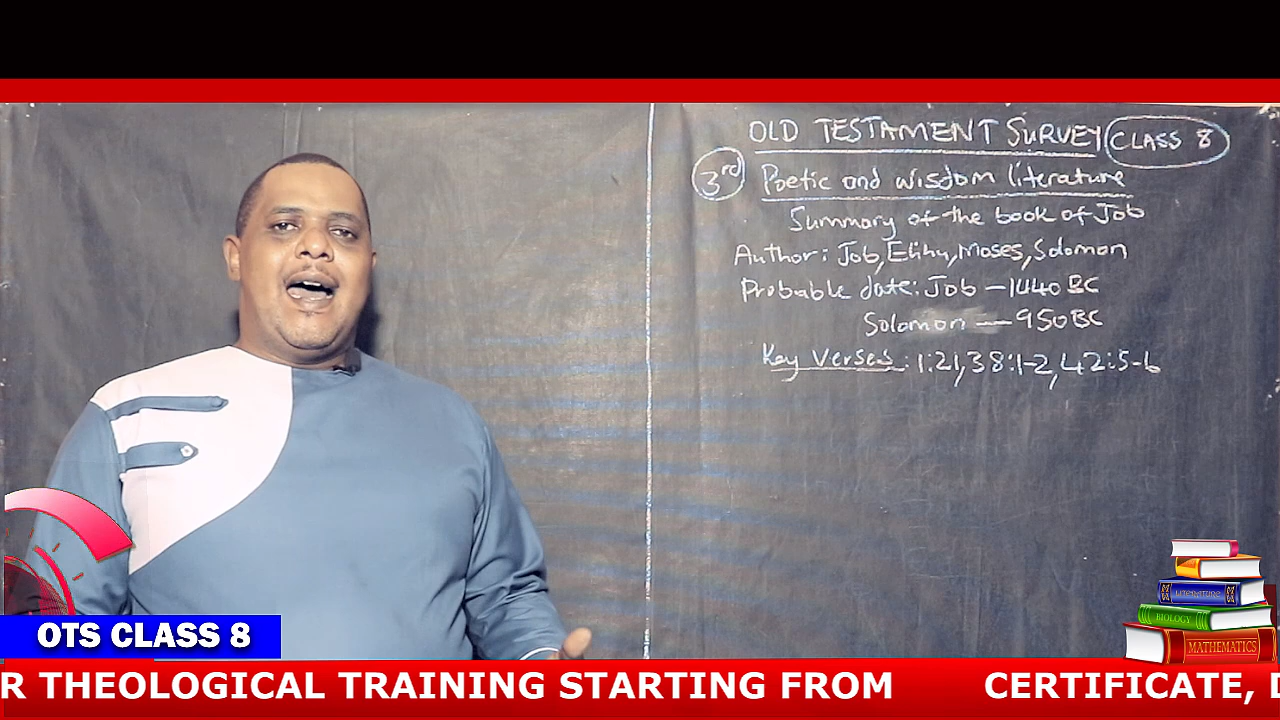 OLD TESTAMENT SURVEY CLASS 8
3rd Poetic and wisdom literature
Summary of the book of Job
Author: Job, Elihu, Moses, Solomon
Probable date: Job - 1440 BC
Solomon - 950 BC
Key Verses: 1:21, 38:1-2, 42:5-6
LITERATURE
BIOLOGY
MATHEMATICS
OTS CLASS 8
R THEOLOGICAL TRAINING STARTING FROM CERTIFICATE, D